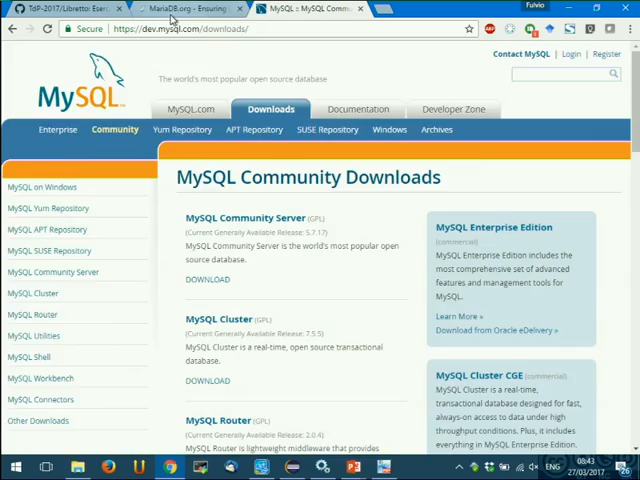 Fulvio
TdP-2017/Libretto: Eserc
MariaDB.org - Ensuring
MySQL :: MySQL Commu
Secure
https://dev.mysql.com/downloads/
Contact MySQL | Login | Register
MySQL
The world's most popular open source database
MySQL.com
Downloads
Documentation
Developer Zone
Enterprise
Community
Yum Repository
APT Repository
SUSE Repository
Windows
Archives
MySQL on Windows
MySQL Yum Repository
MySQL APT Repository
MySQL SUSE Repository
MySQL Community Server
MySQL Cluster
MySQL Router
MySQL Utilities
MySQL Shell
MySQL Workbench
MySQL Connectors
Other Downloads
MySQL Community Downloads
MySQL Community Server (GPL)
(Current Generally Available Release: 5.7.17)
MySQL Community Server is the world's most popular open
source database.
DOWNLOAD
MySQL Cluster (GPL)
(Current Generally Available Release: 7.5.5)
MySQL Cluster is a real-time, open source transactional
database.
DOWNLOAD
MySQL Router (GPL)
(Current Generally Available Release: 2.0.4)
MySQL Router is lightweight middleware that provides
MySQL Enterprise Edition
(commercial)
MySQL Enterprise Edition includes the
most comprehensive set of advanced
features and management tools for
MySQL.
Learn More »
Download from Oracle eDelivery »
MySQL Cluster CGE (commercial)
MySQL Cluster is a real-time,
transactional database designed for fast,
always-on access to data under high
throughput conditions. Plus, it includes
everything in MySQL Enterprise Edition.
ENG
08:43
27/03/2017
26